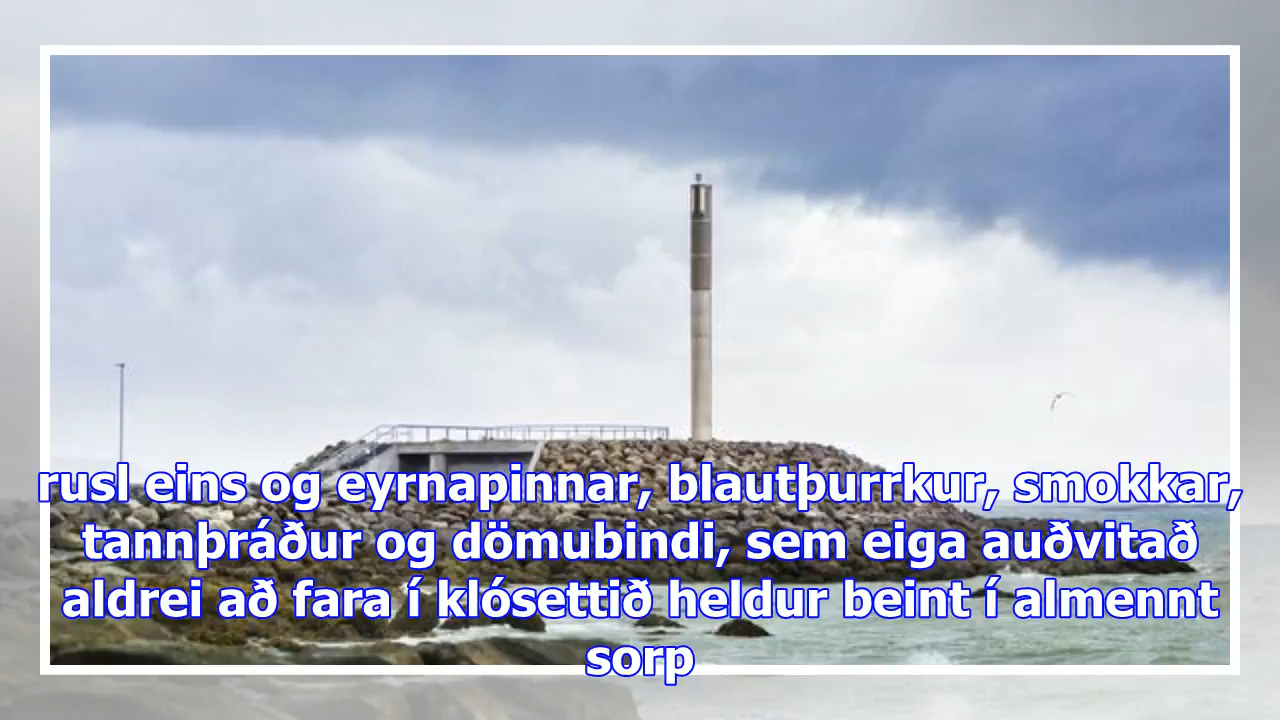 rusl eins og eyrnapinnar, blautþurrkur, smokkar,
tannþráður og dömubindi, sem eiga auðvitað
aldrei að fara í klósettið heldur beint í almennt
sorp